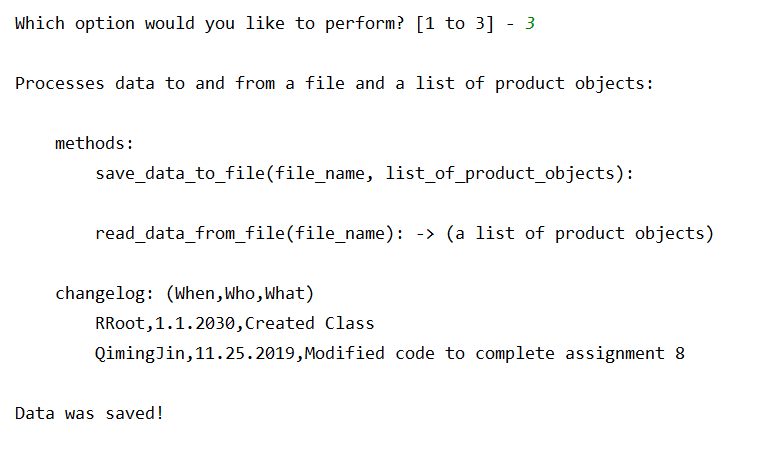 Which option would you like to perform? [1 to 3] - 3
Processes data to and from a file and a list of product objects:
methods:
save_data_to_file(file_name, list_of_product_objects):
read_data_from_file(file_name): -> (a list of product objects)
changelog: (When,Who,What)
RRoot,1.1.2030,Created Class
QimingJin,11.25.2019,Modified code to complete assignment 8
Data was saved!